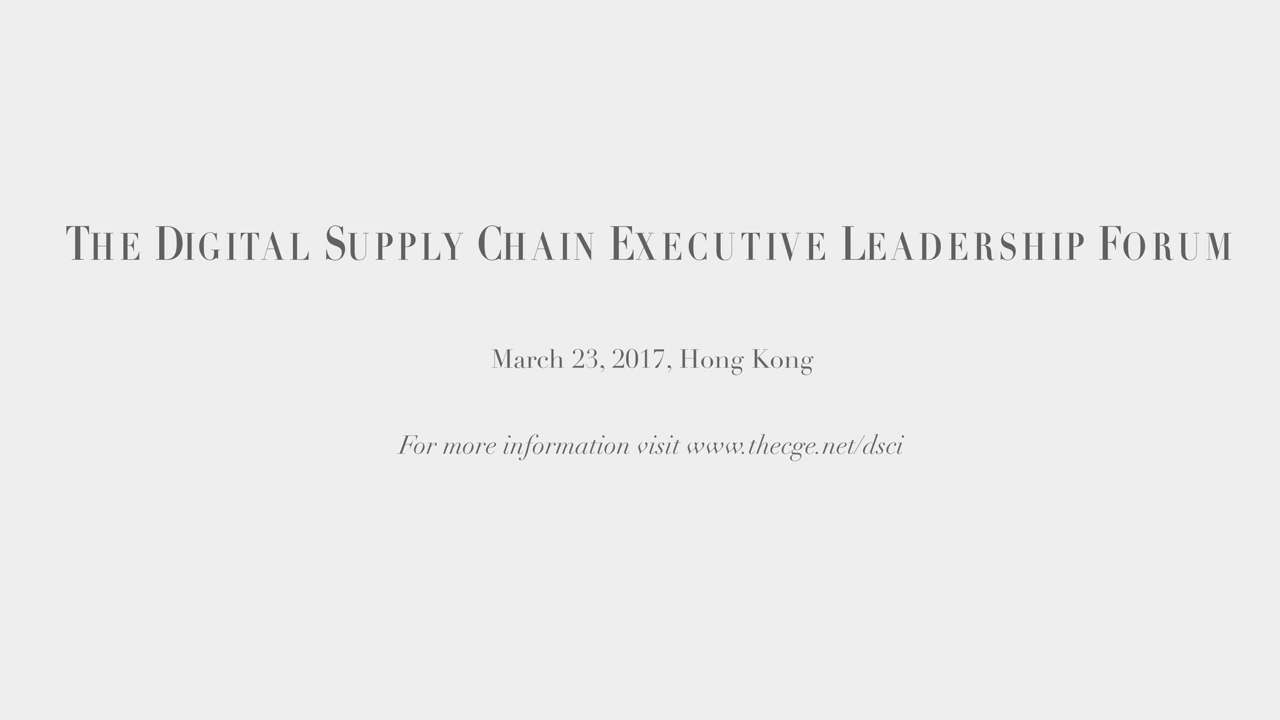 The Digital Supply Chain Executive Leadership Forum
March 23, 2017, Hong Kong
For more information visit www.thecge.net/dsci